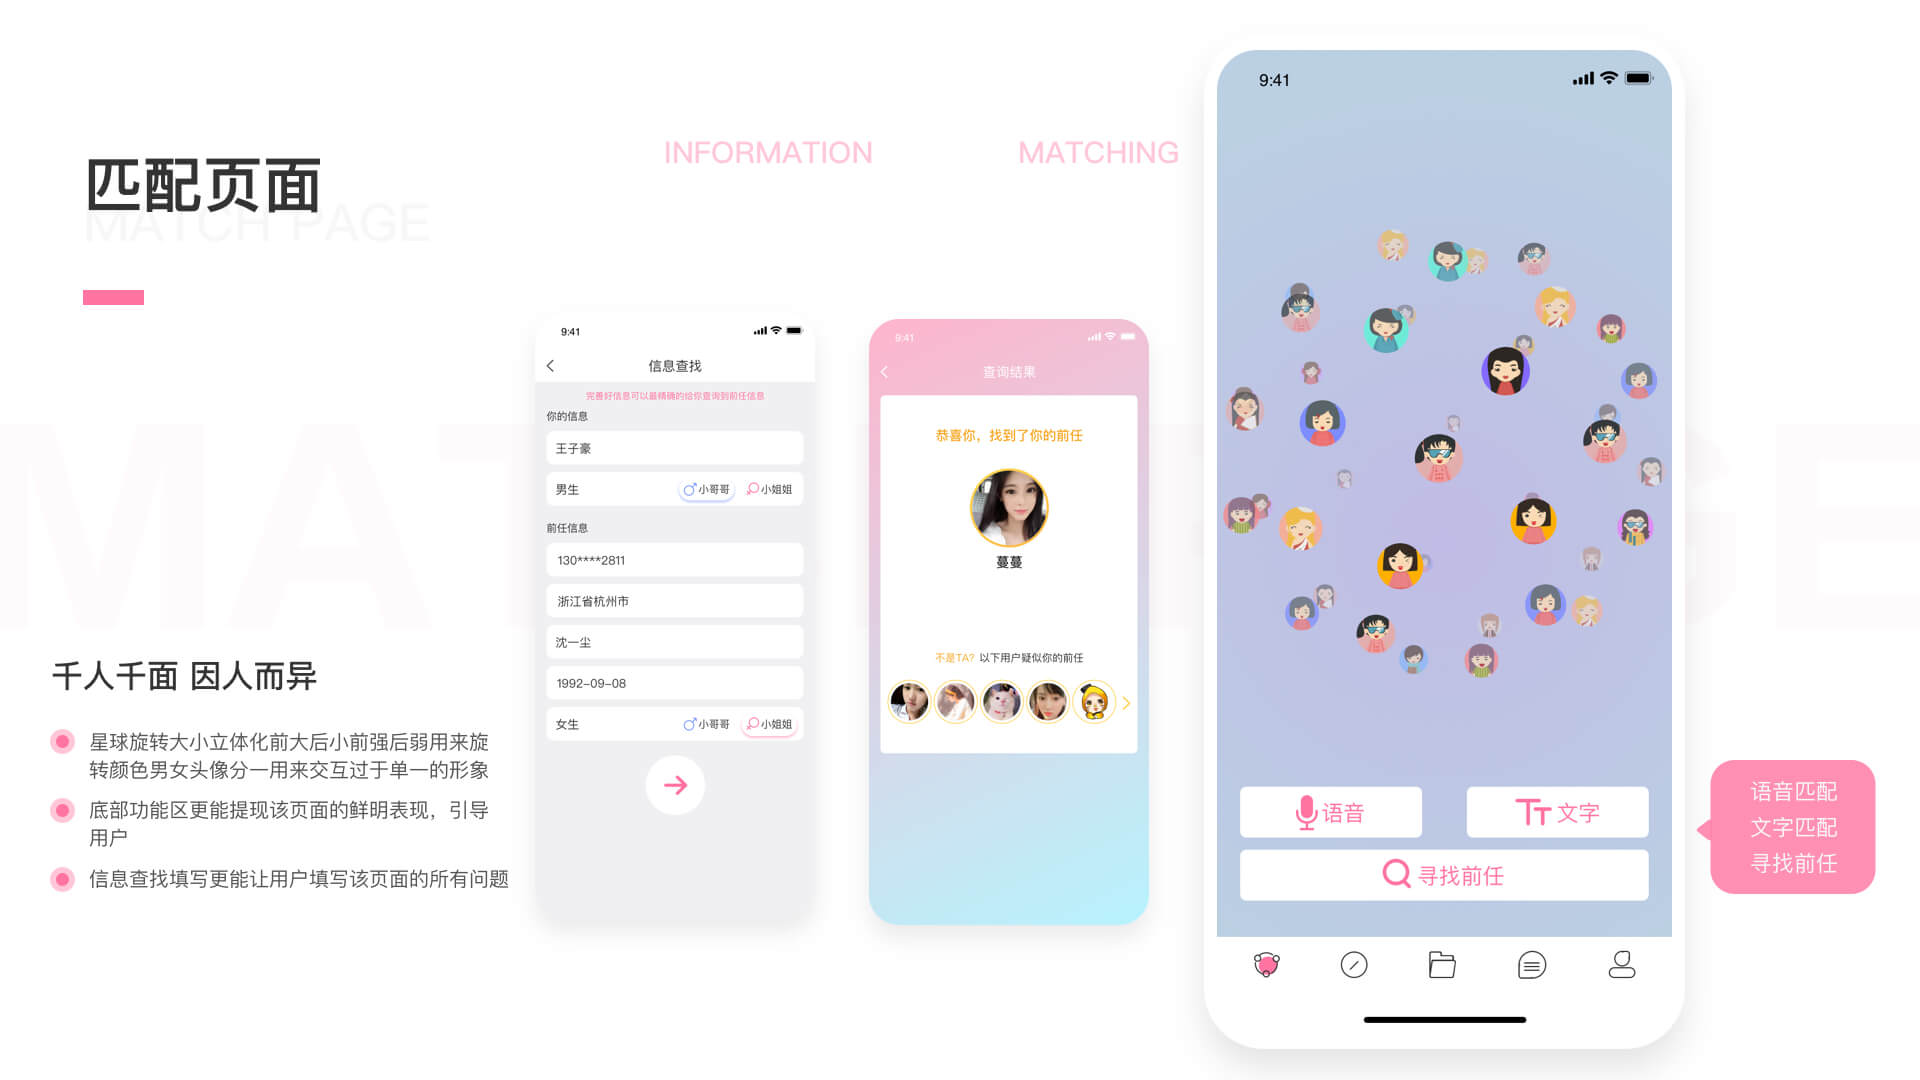 匹配页面
MATCH PAGE
INFORMATION
MATCHING
千人千面 因人而异
星球旋转大小立体化前大后小前强后弱用来旋
转颜色男女头像分一用来交互过于单一的形象
底部功能区更能提现该页面的鲜明表现，引导
用户
信息查找填写更能让用户填写该页面的所有问题
9:41
信息查找
完善好信息可以最精确的给你查询到前任信息
你的信息
王子豪
男生 小哥哥 小姐姐
前任信息
130****2811
浙江省杭州市
沈一尘
1992-09-08
女生 小哥哥 小姐姐
9:41
查询结果
恭喜你，找到了你的前任
蔓蔓
不是TA? 以下用户疑似你的前任
9:41
语音
文字
寻找前任
语音匹配
文字匹配
寻找前任